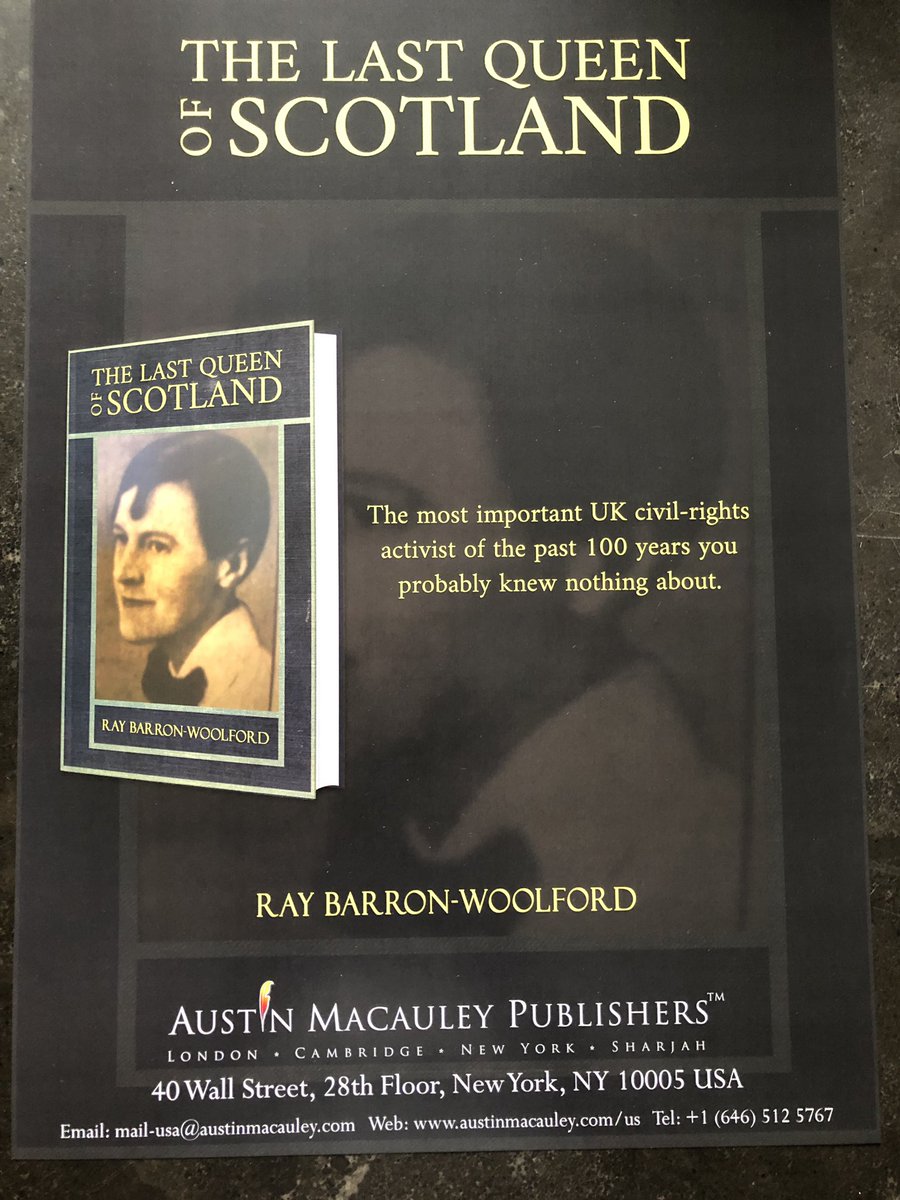 THE LAST QUEEN
OF SCOTLAND
THE LAST QUEEN
OF SCOTLAND
RAY BARRON-WOOLFORD
The most important UK civil-rights
activist of the past 100 years you
probably knew nothing about.
RAY BARRON-WOOLFORD
AUSTIN MACAULEY PUBLISHERS™
LONDON * CAMBRIDGE * NEW YORK * SHARJAH
40 Wall Street, 28th Floor, New York, NY 10005 USA
Email: mail-usa@austinmacauley.com Web: www.austinmacauley.com/us Tel: +1 (646) 512 5767